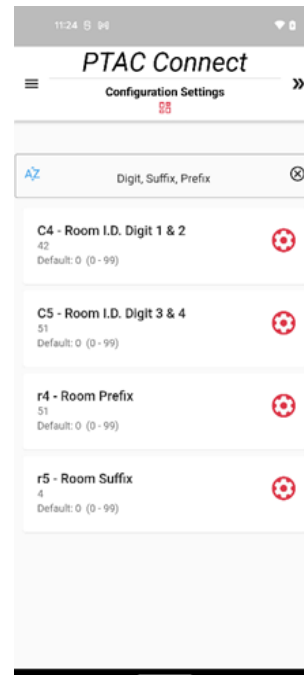 11:24
PTAC Connect
Configuration Settings
AZ
Digit, Suffix, Prefix
C4 - Room I.D. Digit 1 & 2
42
Default: 0 (0 - 99)
C5 - Room I.D. Digit 3 & 4
51
Default: 0 (0 - 99)
r4 - Room Prefix
51
Default: 0 (0 - 99)
r5 - Room Suffix
4
Default: 0 (0 - 99)